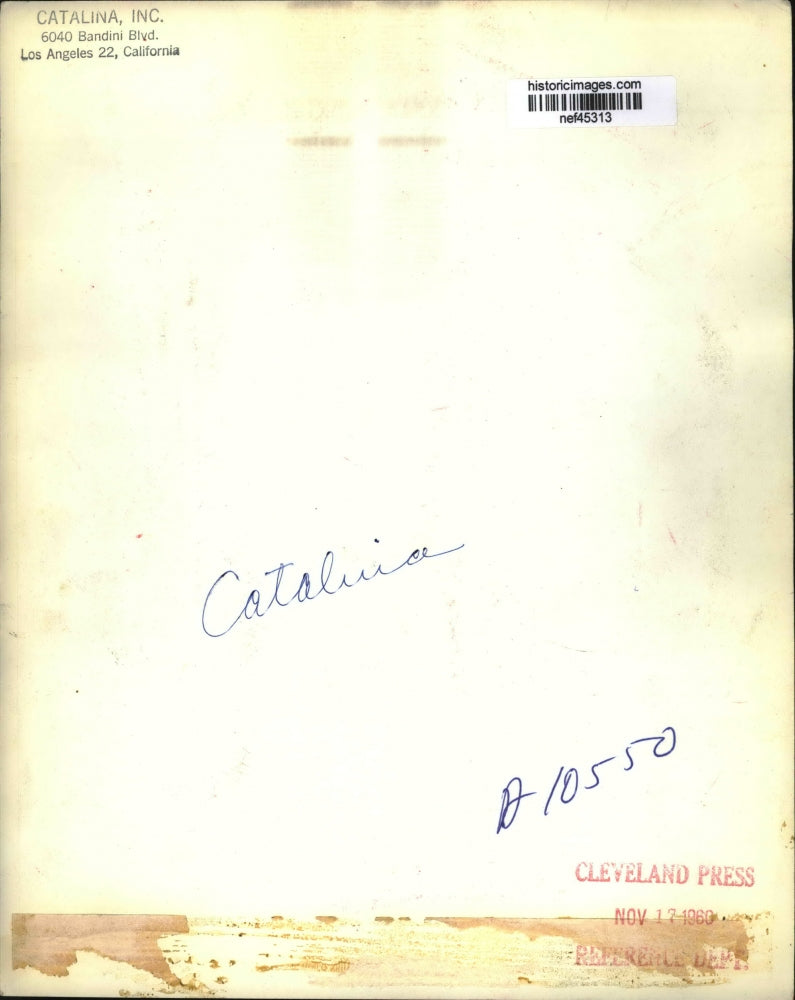 CATALINA, INC.
6040 Bandini Blvd.
Los Angeles 22, California
historicimages.com
nef45313
Catalina
A 10550
CLEVELAND PRESS
NOV 17 1960
REFERENCE DEPT.